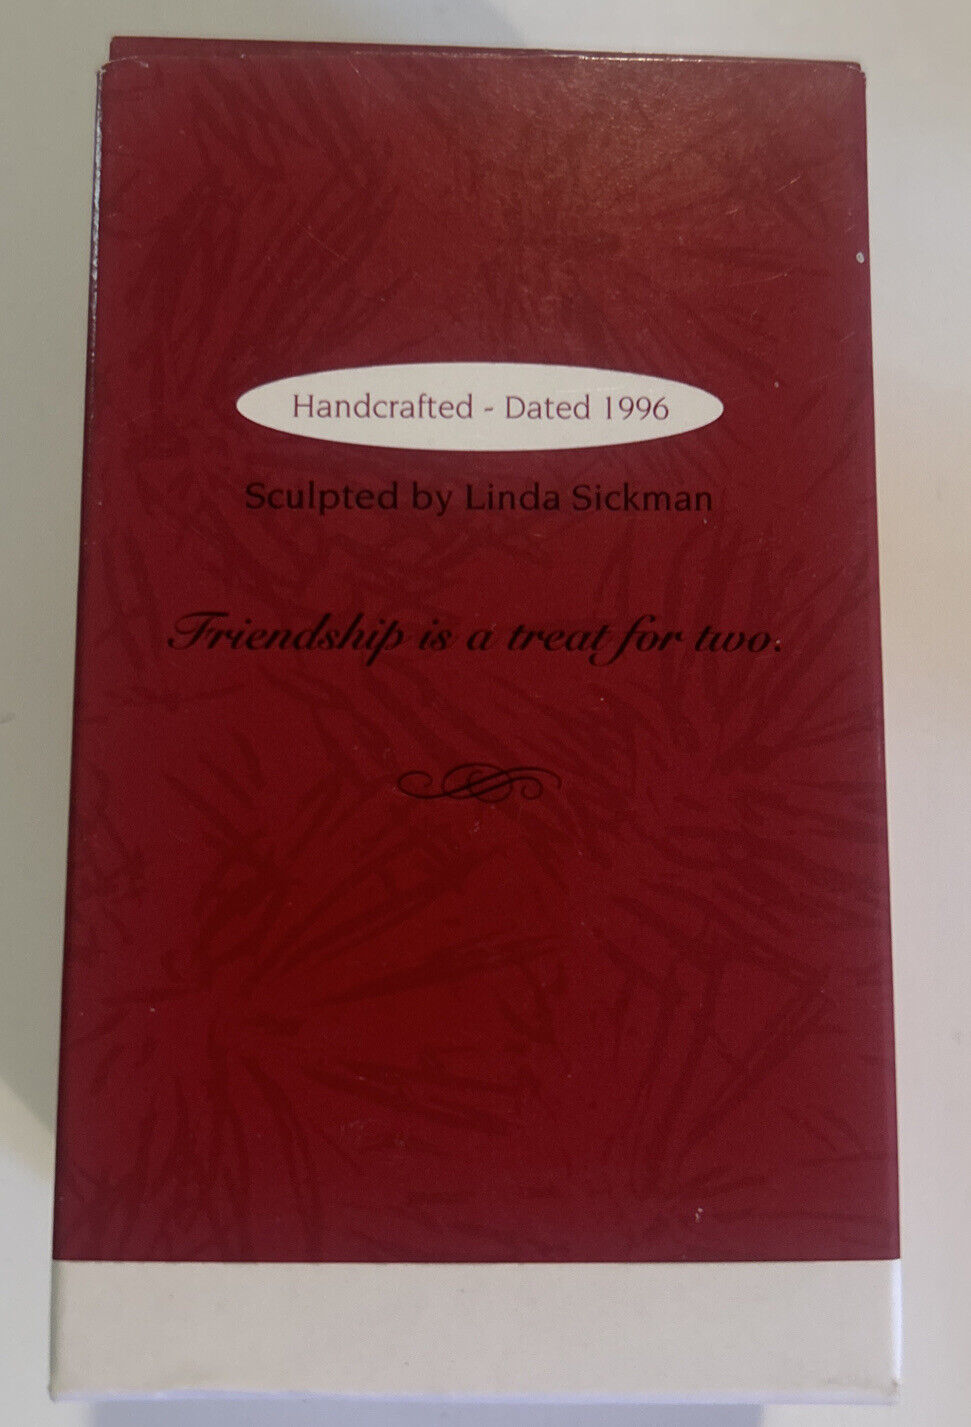 Handcrafted - Dated 1996
Sculpted by Linda Sickman
Friendship is a treat for two.